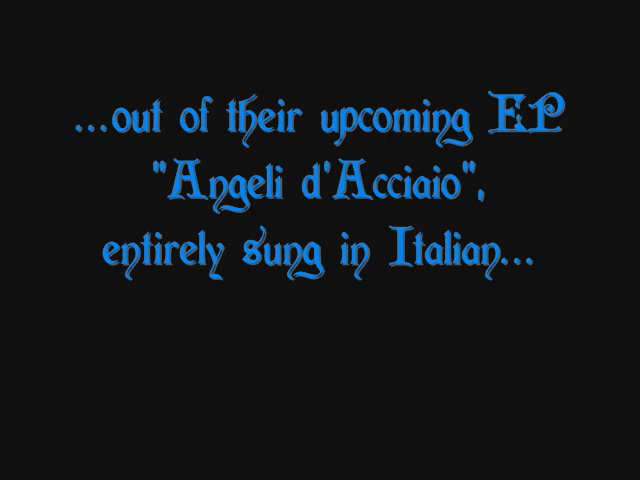 ...out of their upcoming EP
"Angeli d'Acciaio",
entirely sung in Italian...